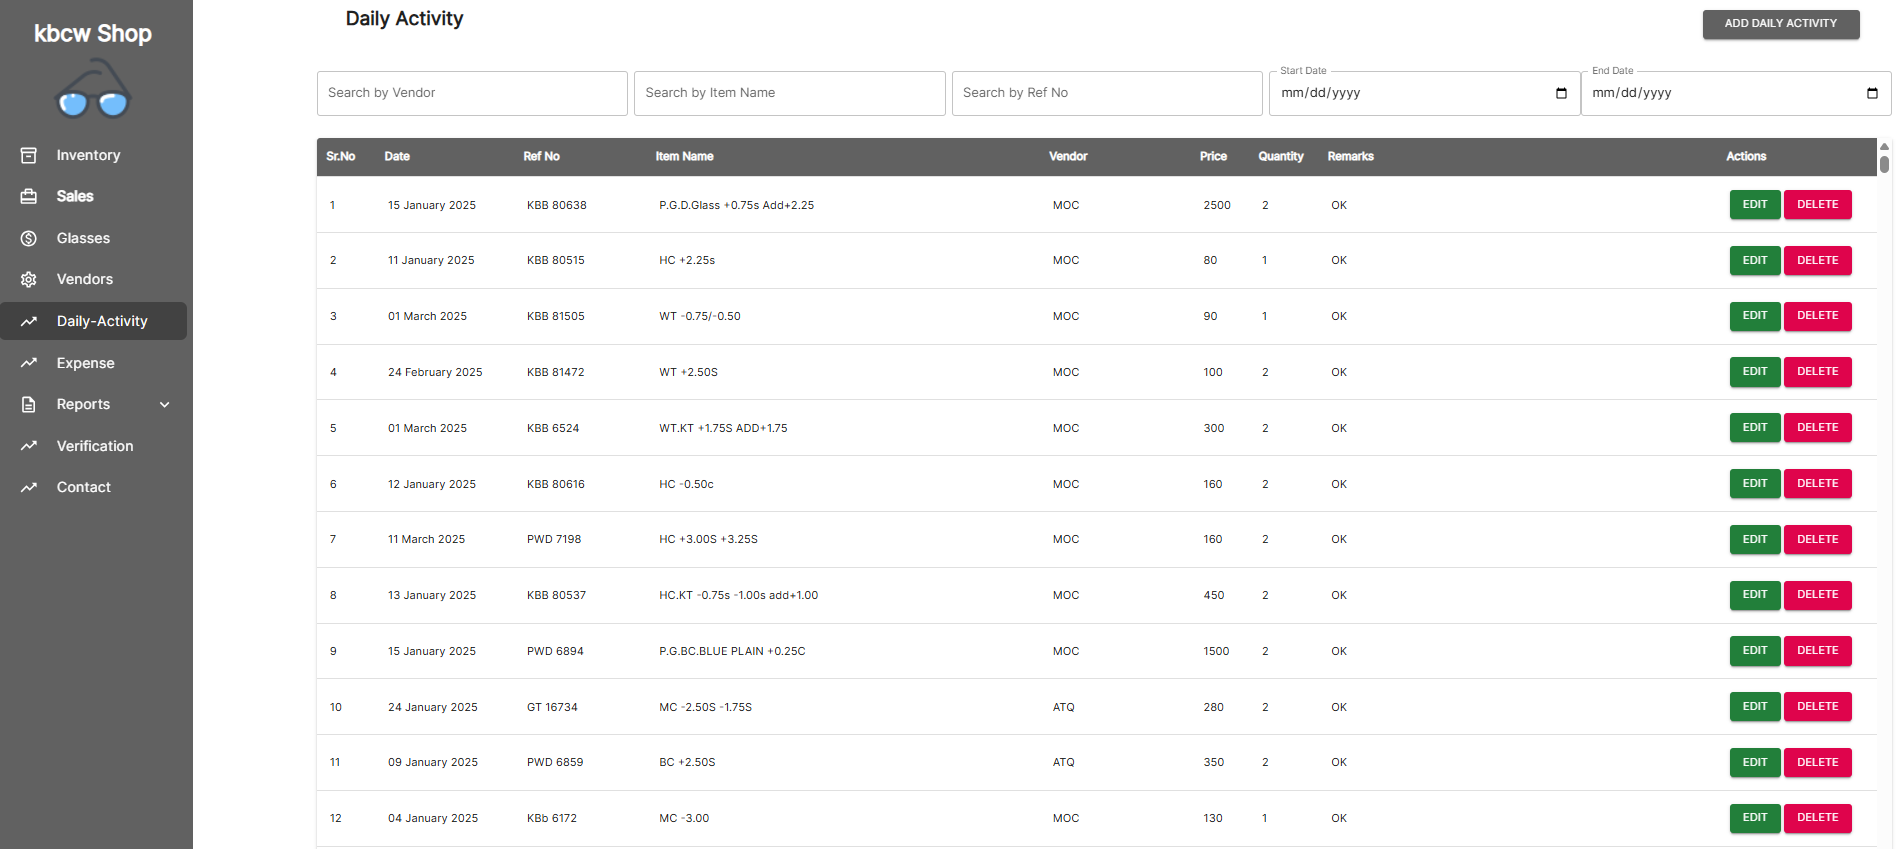 kbcw Shop
Inventory
Sales
Glasses
Vendors
Daily-Activity
Expense
Reports
Verification
Contact
Daily Activity
ADD DAILY ACTIVITY
Search by Vendor
Search by Item Name
Search by Ref No
Start Date
mm/dd/yyyy
End Date
mm/dd/yyyy
Sr.No Date Ref No Item Name Vendor Price Quantity Remarks Actions
1 15 January 2025 KBB 80638 P.G.D.Glass +0.75s Add+2.25 MOC 2500 2 OK EDIT DELETE
2 11 January 2025 KBB 80515 HC +2.25s MOC 80 1 OK EDIT DELETE
3 01 March 2025 KBB 81505 WT -0.75/-0.50 MOC 90 1 OK EDIT DELETE
4 24 February 2025 KBB 81472 WT +2.50S MOC 100 2 OK EDIT DELETE
5 01 March 2025 KBB 6524 WT.KT +1.75S ADD+1.75 MOC 300 2 OK EDIT DELETE
6 12 January 2025 KBB 80616 HC -0.50c MOC 160 2 OK EDIT DELETE
7 11 March 2025 PWD 7198 HC +3.00S +3.25S MOC 160 2 OK EDIT DELETE
8 13 January 2025 KBB 80537 HC.KT -0.75s -1.00s add+1.00 MOC 450 2 OK EDIT DELETE
9 15 January 2025 PWD 6894 P.G.BC.BLUE PLAIN +0.25C MOC 1500 2 OK EDIT DELETE
10 24 January 2025 GT 16734 MC -2.50S -1.75S ATQ 280 2 OK EDIT DELETE
11 09 January 2025 PWD 6859 BC +2.50S ATQ 350 2 OK EDIT DELETE
12 04 January 2025 KBb 6172 MC -3.00 MOC 130 1 OK EDIT DELETE